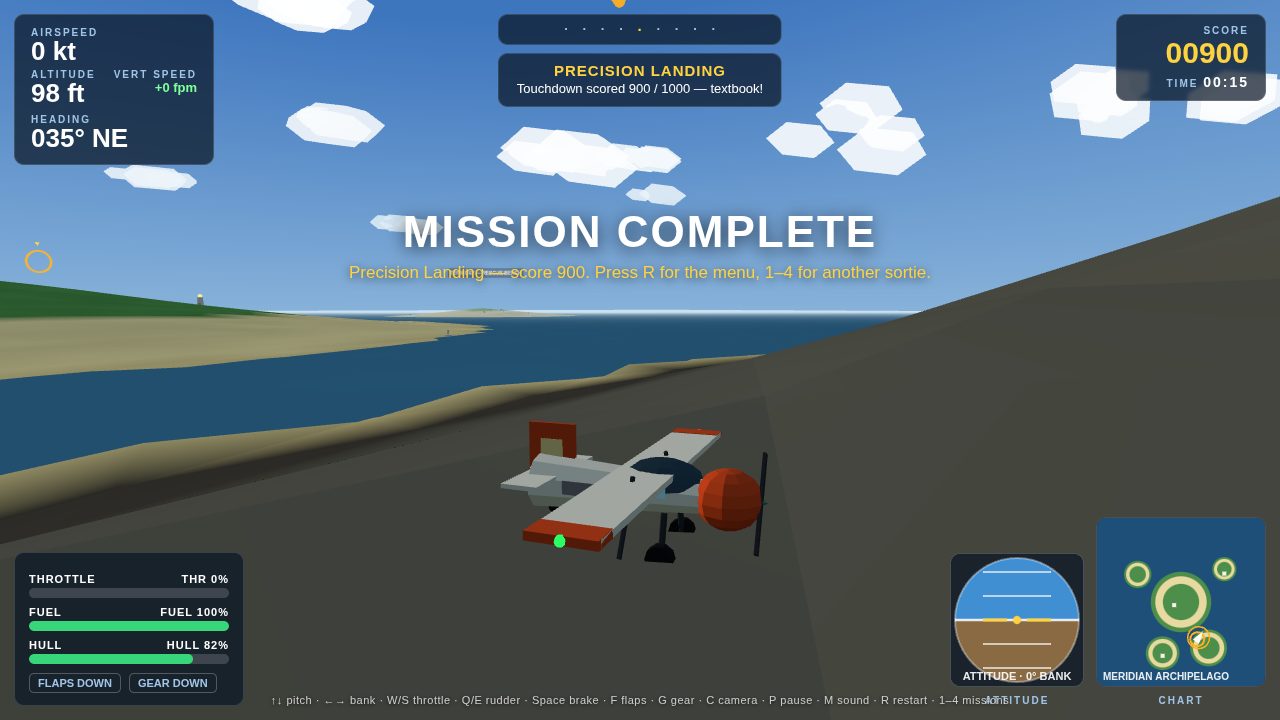 AIRSPEED
0 kt
ALTITUDE VERT SPEED
98 ft +0 fpm
HEADING
035° NE
PRECISION LANDING
Touchdown scored 900 / 1000 — textbook!
SCORE
00900
TIME 00:15
MISSION COMPLETE
Precision Landing — score 900. Press R for the menu, 1–4 for another sortie.
THROTTLE THR 0%
FUEL FUEL 100%
HULL HULL 82%
FLAPS DOWN GEAR DOWN
↑↓ pitch · ←→ bank · W/S throttle · Q/E rudder · Space brake · F flaps · G gear · C camera · P pause · M sound · R restart · 1–4 missions
ATTITUDE · 0° BANK
ATTITUDE
MERIDIAN ARCHIPELAGO
CHART